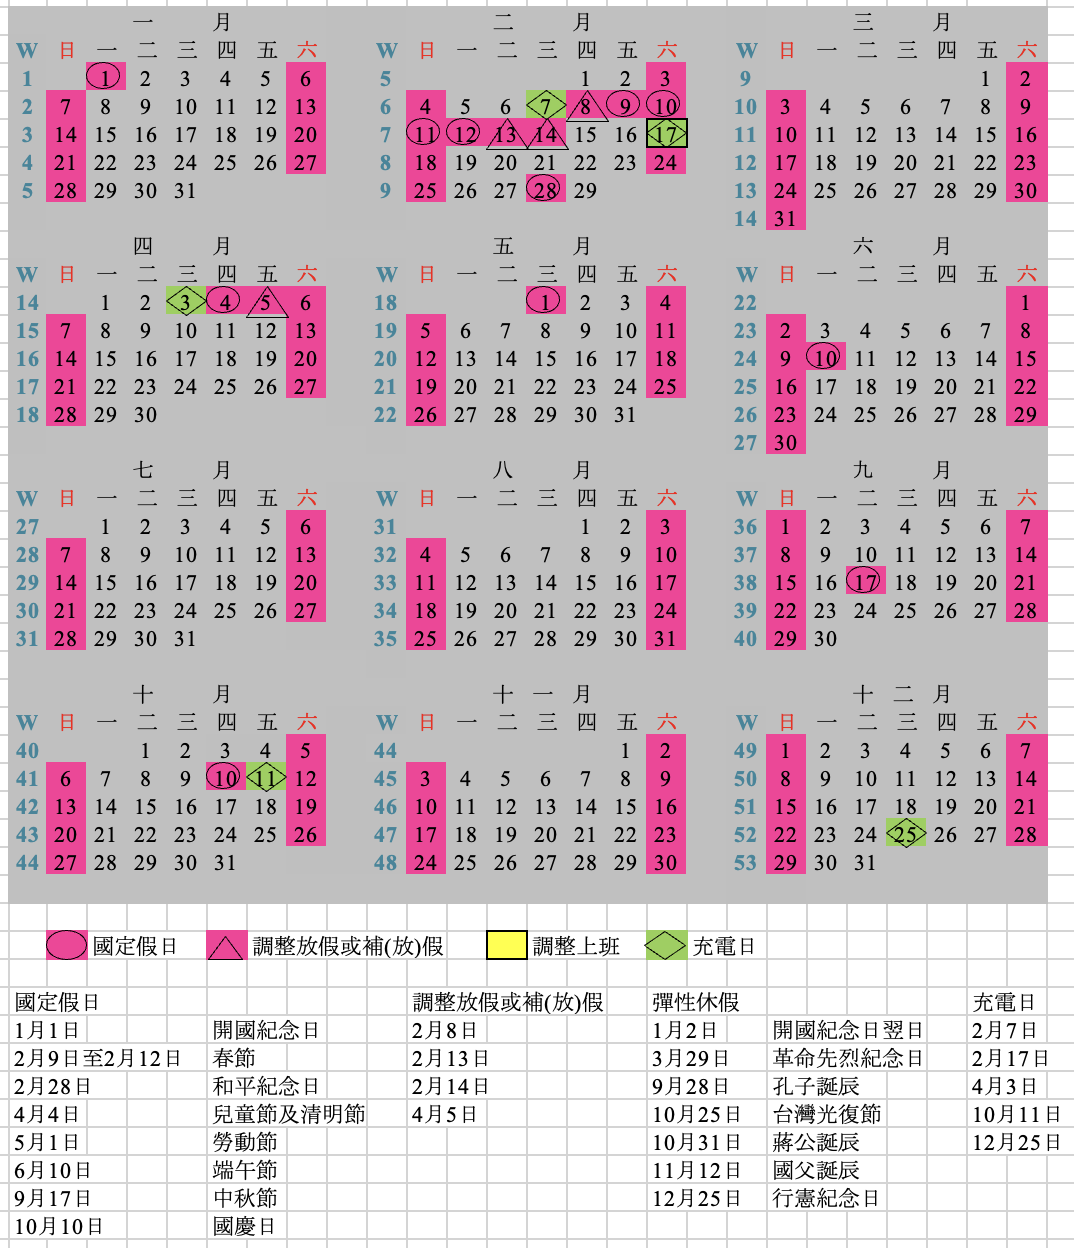 一 月 二 月 三 月
W 日 一 二 三 四 五 六 W 日 一 二 三 四 五 六 W 日 一 二 三 四 五 六
1 1 2 3 4 5 6 5 1 2 3 9 1 2
2 7 8 9 10 11 12 13 6 4 5 6 7 8 9 10 10 3 4 5 6 7 8 9
3 14 15 16 17 18 19 20 7 11 12 13 14 15 16 17 11 10 11 12 13 14 15 16
4 21 22 23 24 25 26 27 8 18 19 20 21 22 23 24 12 17 18 19 20 21 22 23
5 28 29 30 31 9 25 26 27 28 29 13 24 25 26 27 28 29 30
14 31
四 月 五 月 六 月
W 日 一 二 三 四 五 六 W 日 一 二 三 四 五 六 W 日 一 二 三 四 五 六
14 1 2 3 4 5 6 18 1 2 3 4 22 1
15 7 8 9 10 11 12 13 19 5 6 7 8 9 10 11 23 2 3 4 5 6 7 8
16 14 15 16 17 18 19 20 20 12 13 14 15 16 17 18 24 9 10 11 12 13 14 15
17 21 22 23 24 25 26 27 21 19 20 21 22 23 24 25 25 16 17 18 19 20 21 22
18 28 29 30 22 26 27 28 29 30 31 26 23 24 25 26 27 28 29
27 30
七 月 八 月 九 月
W 日 一 二 三 四 五 六 W 日 一 二 三 四 五 六 W 日 一 二 三 四 五 六
27 1 2 3 4 5 6 31 1 2 3 36 1 2 3 4 5 6 7
28 7 8 9 10 11 12 13 32 4 5 6 7 8 9 10 37 8 9 10 11 12 13 14
29 14 15 16 17 18 19 20 33 11 12 13 14 15 16 17 38 15 16 17 18 19 20 21
30 21 22 23 24 25 26 27 34 18 19 20 21 22 23 24 39 22 23 24 25 26 27 28
31 28 29 30 31 35 25 26 27 28 29 30 31 40 29 30
十 月 十 一 月 十 二 月
W 日 一 二 三 四 五 六 W 日 一 二 三 四 五 六 W 日 一 二 三 四 五 六
40 1 2 3 4 5 44 1 2 49 1 2 3 4 5 6 7
41 6 7 8 9 10 11 12 45 3 4 5 6 7 8 9 50 8 9 10 11 12 13 14
42 13 14 15 16 17 18 19 46 10 11 12 13 14 15 16 51 15 16 17 18 19 20 21
43 20 21 22 23 24 25 26 47 17 18 19 20 21 22 23 52 22 23 24 25 26 27 28
44 27 28 29 30 31 48 24 25 26 27 28 29 30 53 29 30 31
國定假日 調整放假或補(放)假 調整上班 充電日
國定假日 調整放假或補(放)假 彈性休假 充電日
1月1日 開國紀念日 2月8日 1月2日 開國紀念日翌日 2月7日
2月9日至2月12日 春節 2月13日 3月29日 革命先烈紀念日 2月17日
2月28日 和平紀念日 2月14日 9月28日 孔子誕辰 4月3日
4月4日 兒童節及清明節 4月5日 10月25日 台灣光復節 10月11日
5月1日 勞動節 10月31日 蔣公誕辰 12月25日
6月10日 端午節 11月12日 國父誕辰
9月17日 中秋節 12月25日 行憲紀念日
10月10日 國慶日